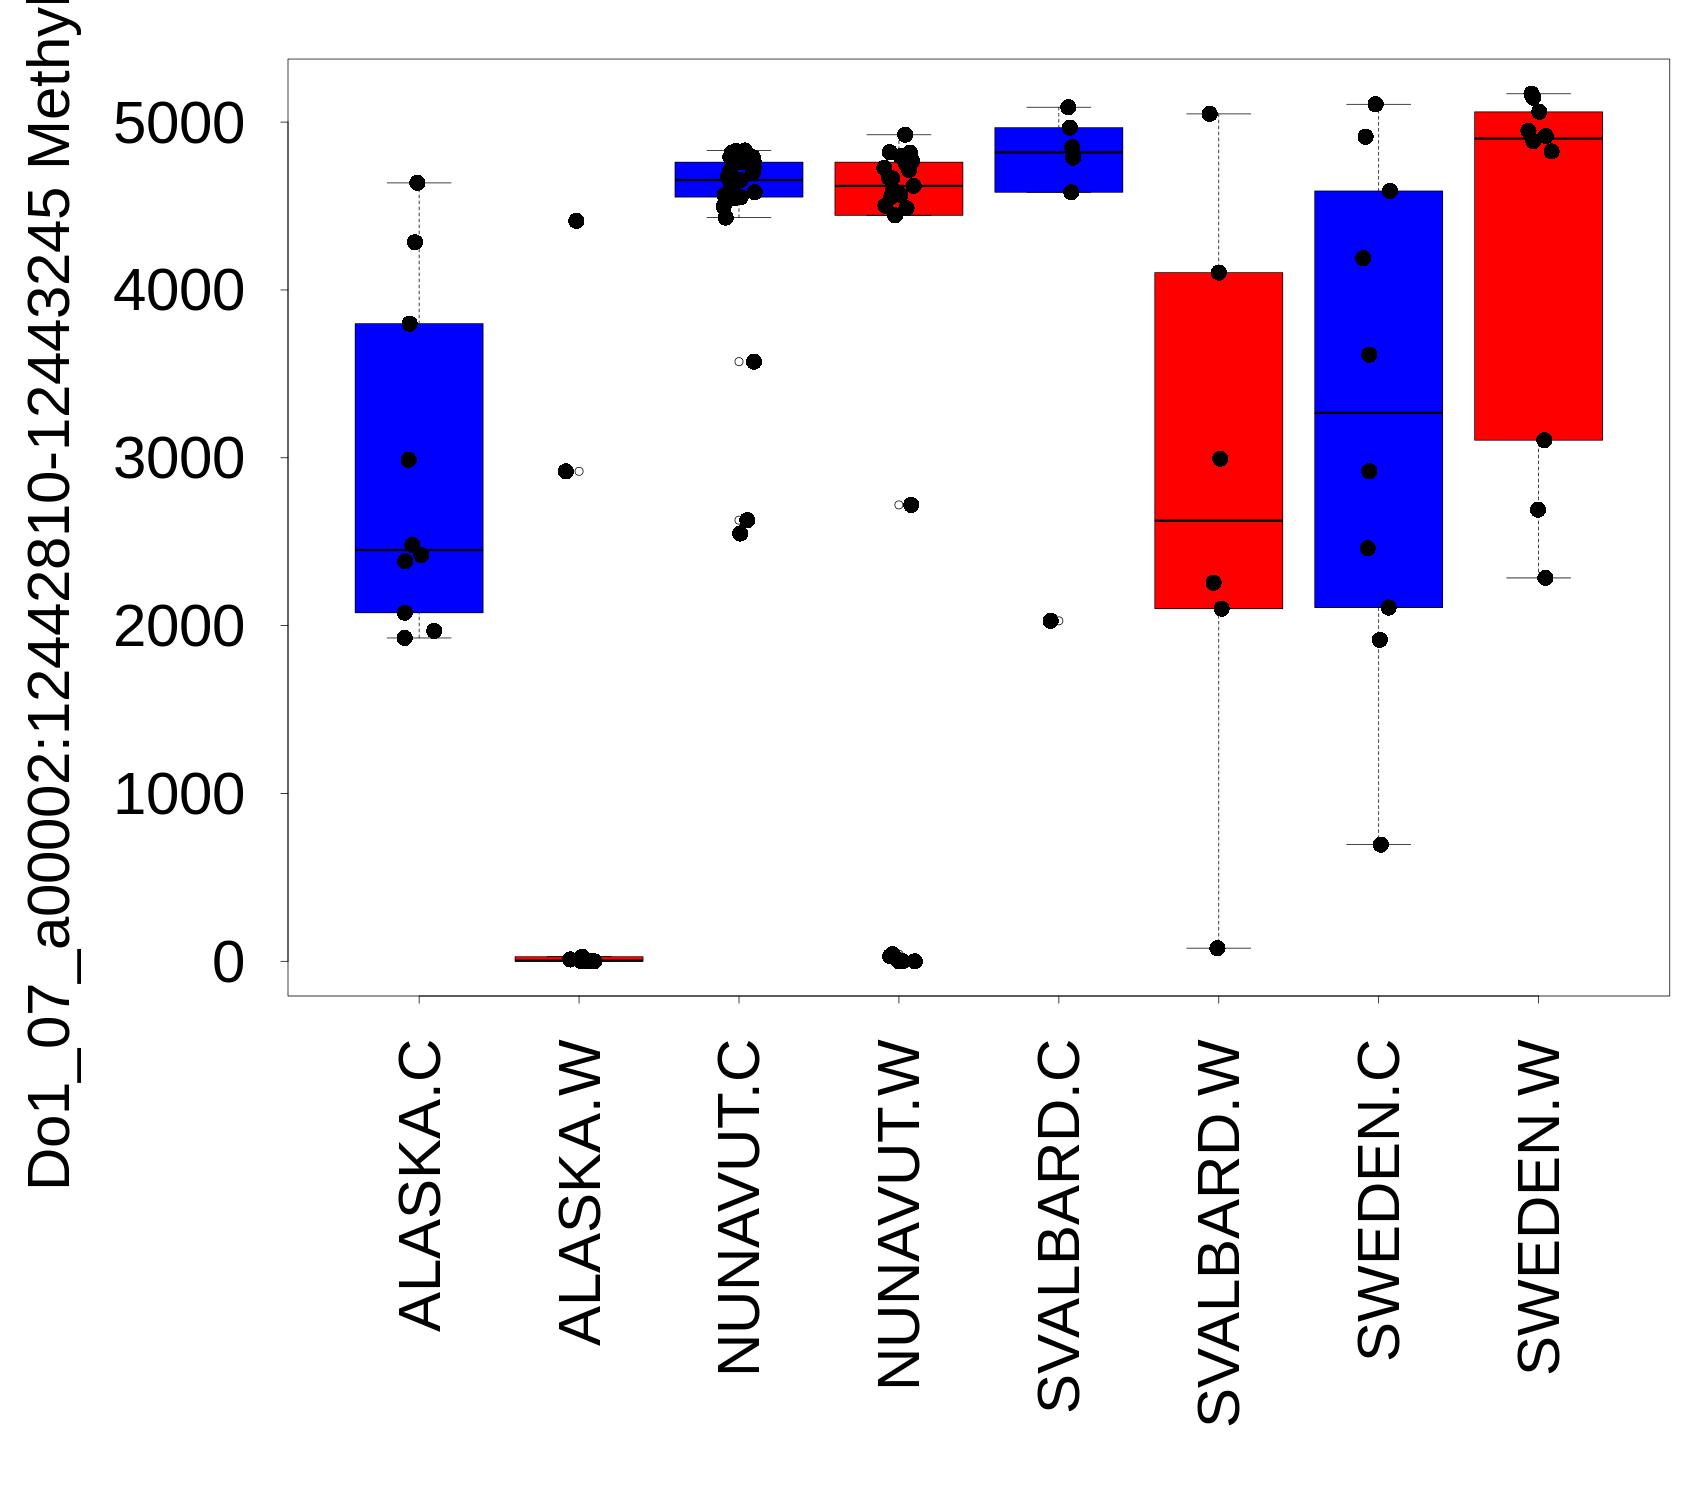 Do1_07_a00002:12442810-12443245 Methyl
5000
4000
3000
2000
1000
0
ALASKA.C
ALASKA.W
NUNAVUT.C
NUNAVUT.W
SVALBARD.C
SVALBARD.W
SWEDEN.C
SWEDEN.W